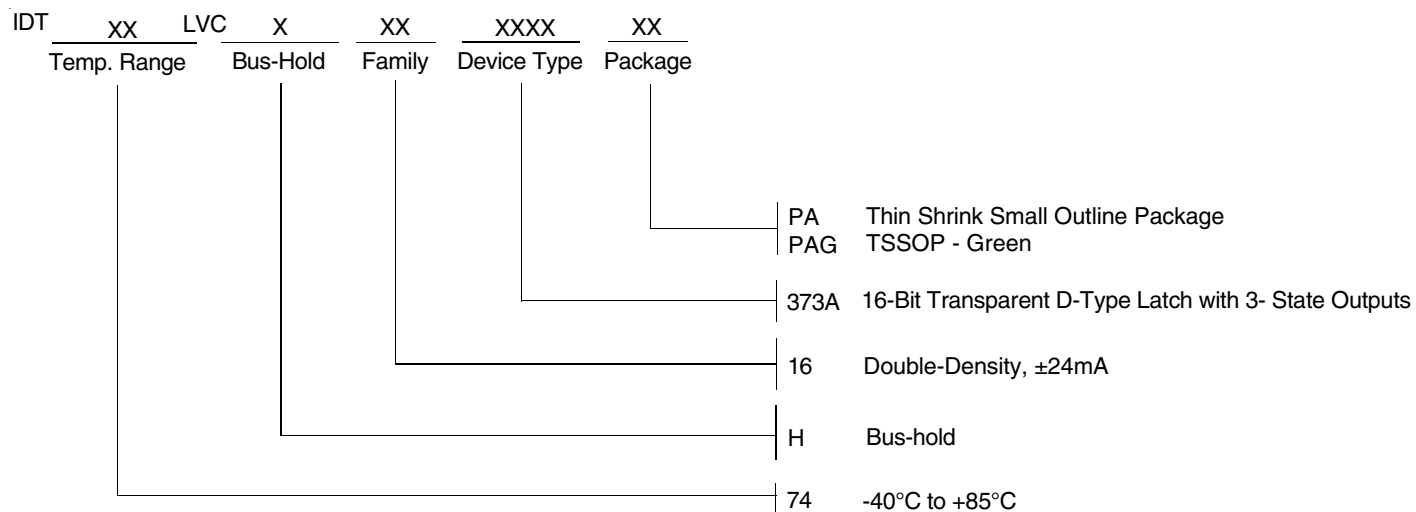 IDT XX LVC X XX XXXX XX
Temp. Range Bus-Hold Family Device Type Package
PA Thin Shrink Small Outline Package
PAG TSSOP - Green
373A 16-Bit Transparent D-Type Latch with 3- State Outputs
16 Double-Density, ±24mA
H Bus-hold
74 -40°C to +85°C